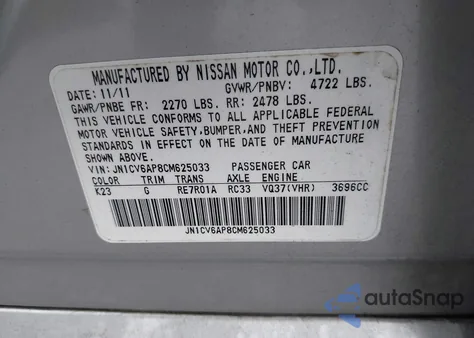 MANUFACTURED BY NISSAN MOTOR CO.,LTD.
DATE: 11/11 GVWR/PNBV: 4722 LBS.
GAWR/PNBE FR: 2270 LBS. RR: 2478 LBS.
THIS VEHICLE CONFORMS TO ALL APPLICABLE FEDERAL
MOTOR VEHICLE SAFETY,BUMPER,AND THEFT PREVENTION
STANDARDS IN EFFECT ON THE DATE OF MANUFACTURE
SHOWN ABOVE.
VIN: JN1CV6AP8CM625033 PASSENGER CAR
COLOR TRIM TRANS AXLE ENGINE
K23 G RE7R01A RC33 VQ37(VHR) 3696CC
JN1CV6AP8CM625033
autoSnap